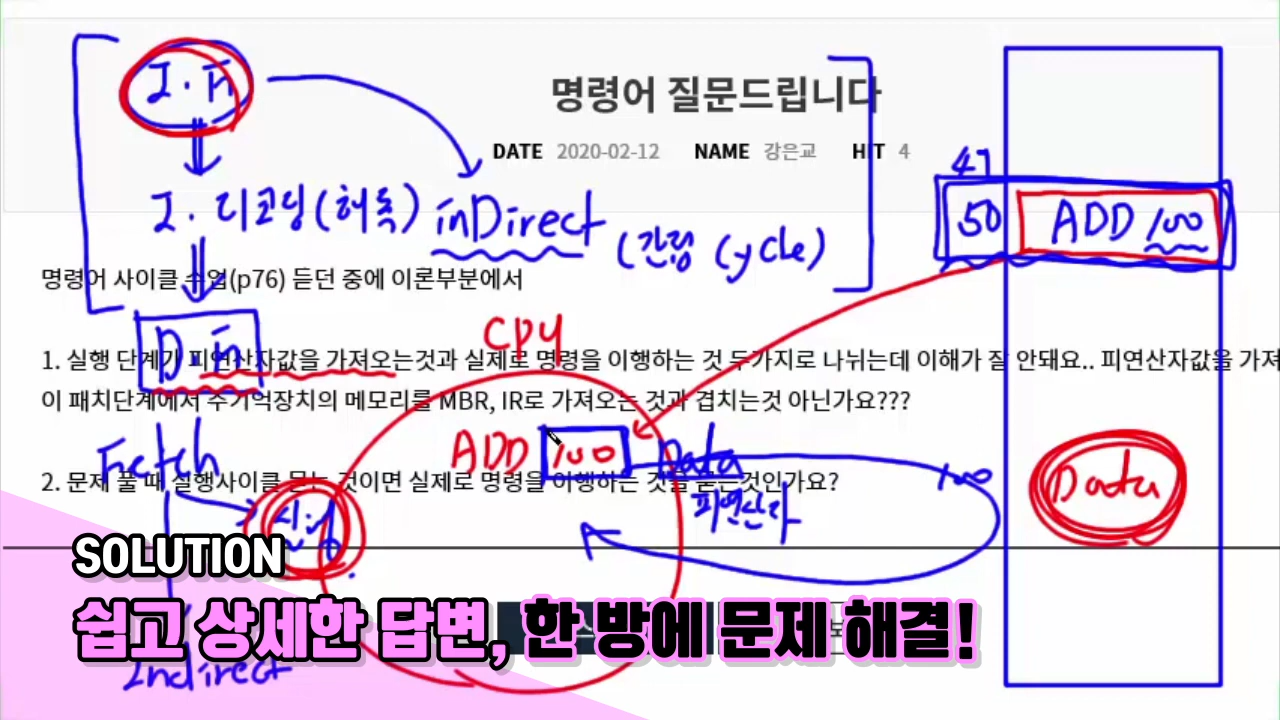 I.F
명령어 질문드립니다
DATE 2020-02-12 NAME 강은교 HIT 4
47
50 ADD 100
I. 디코딩(해독) inDirect (간접 Cycle)
명령어 사이클 수업(p76) 듣던 중에 이론부분에서
CPU
D.F
1. 실행 단계가 피연산자값을 가져오는것과 실제로 명령을 이행하는 것 두가지로 나뉘는데 이해가 잘 안돼요.. 피연산자값을 가져
이 패치단계에서 주기억장치의 메모리를 MBR, IR로 가져오는 것과 겹치는것 아닌가요???
Fetch ADD 100 Data 100 Data
2. 문제 풀 때 실행사이클 묻는 것이면 실제로 명령을 이행하는 것을 묻는것인가요?
피연산자
실행
SOLUTION
쉽고 상세한 답변, 한 방에 문제 해결!
Indirect